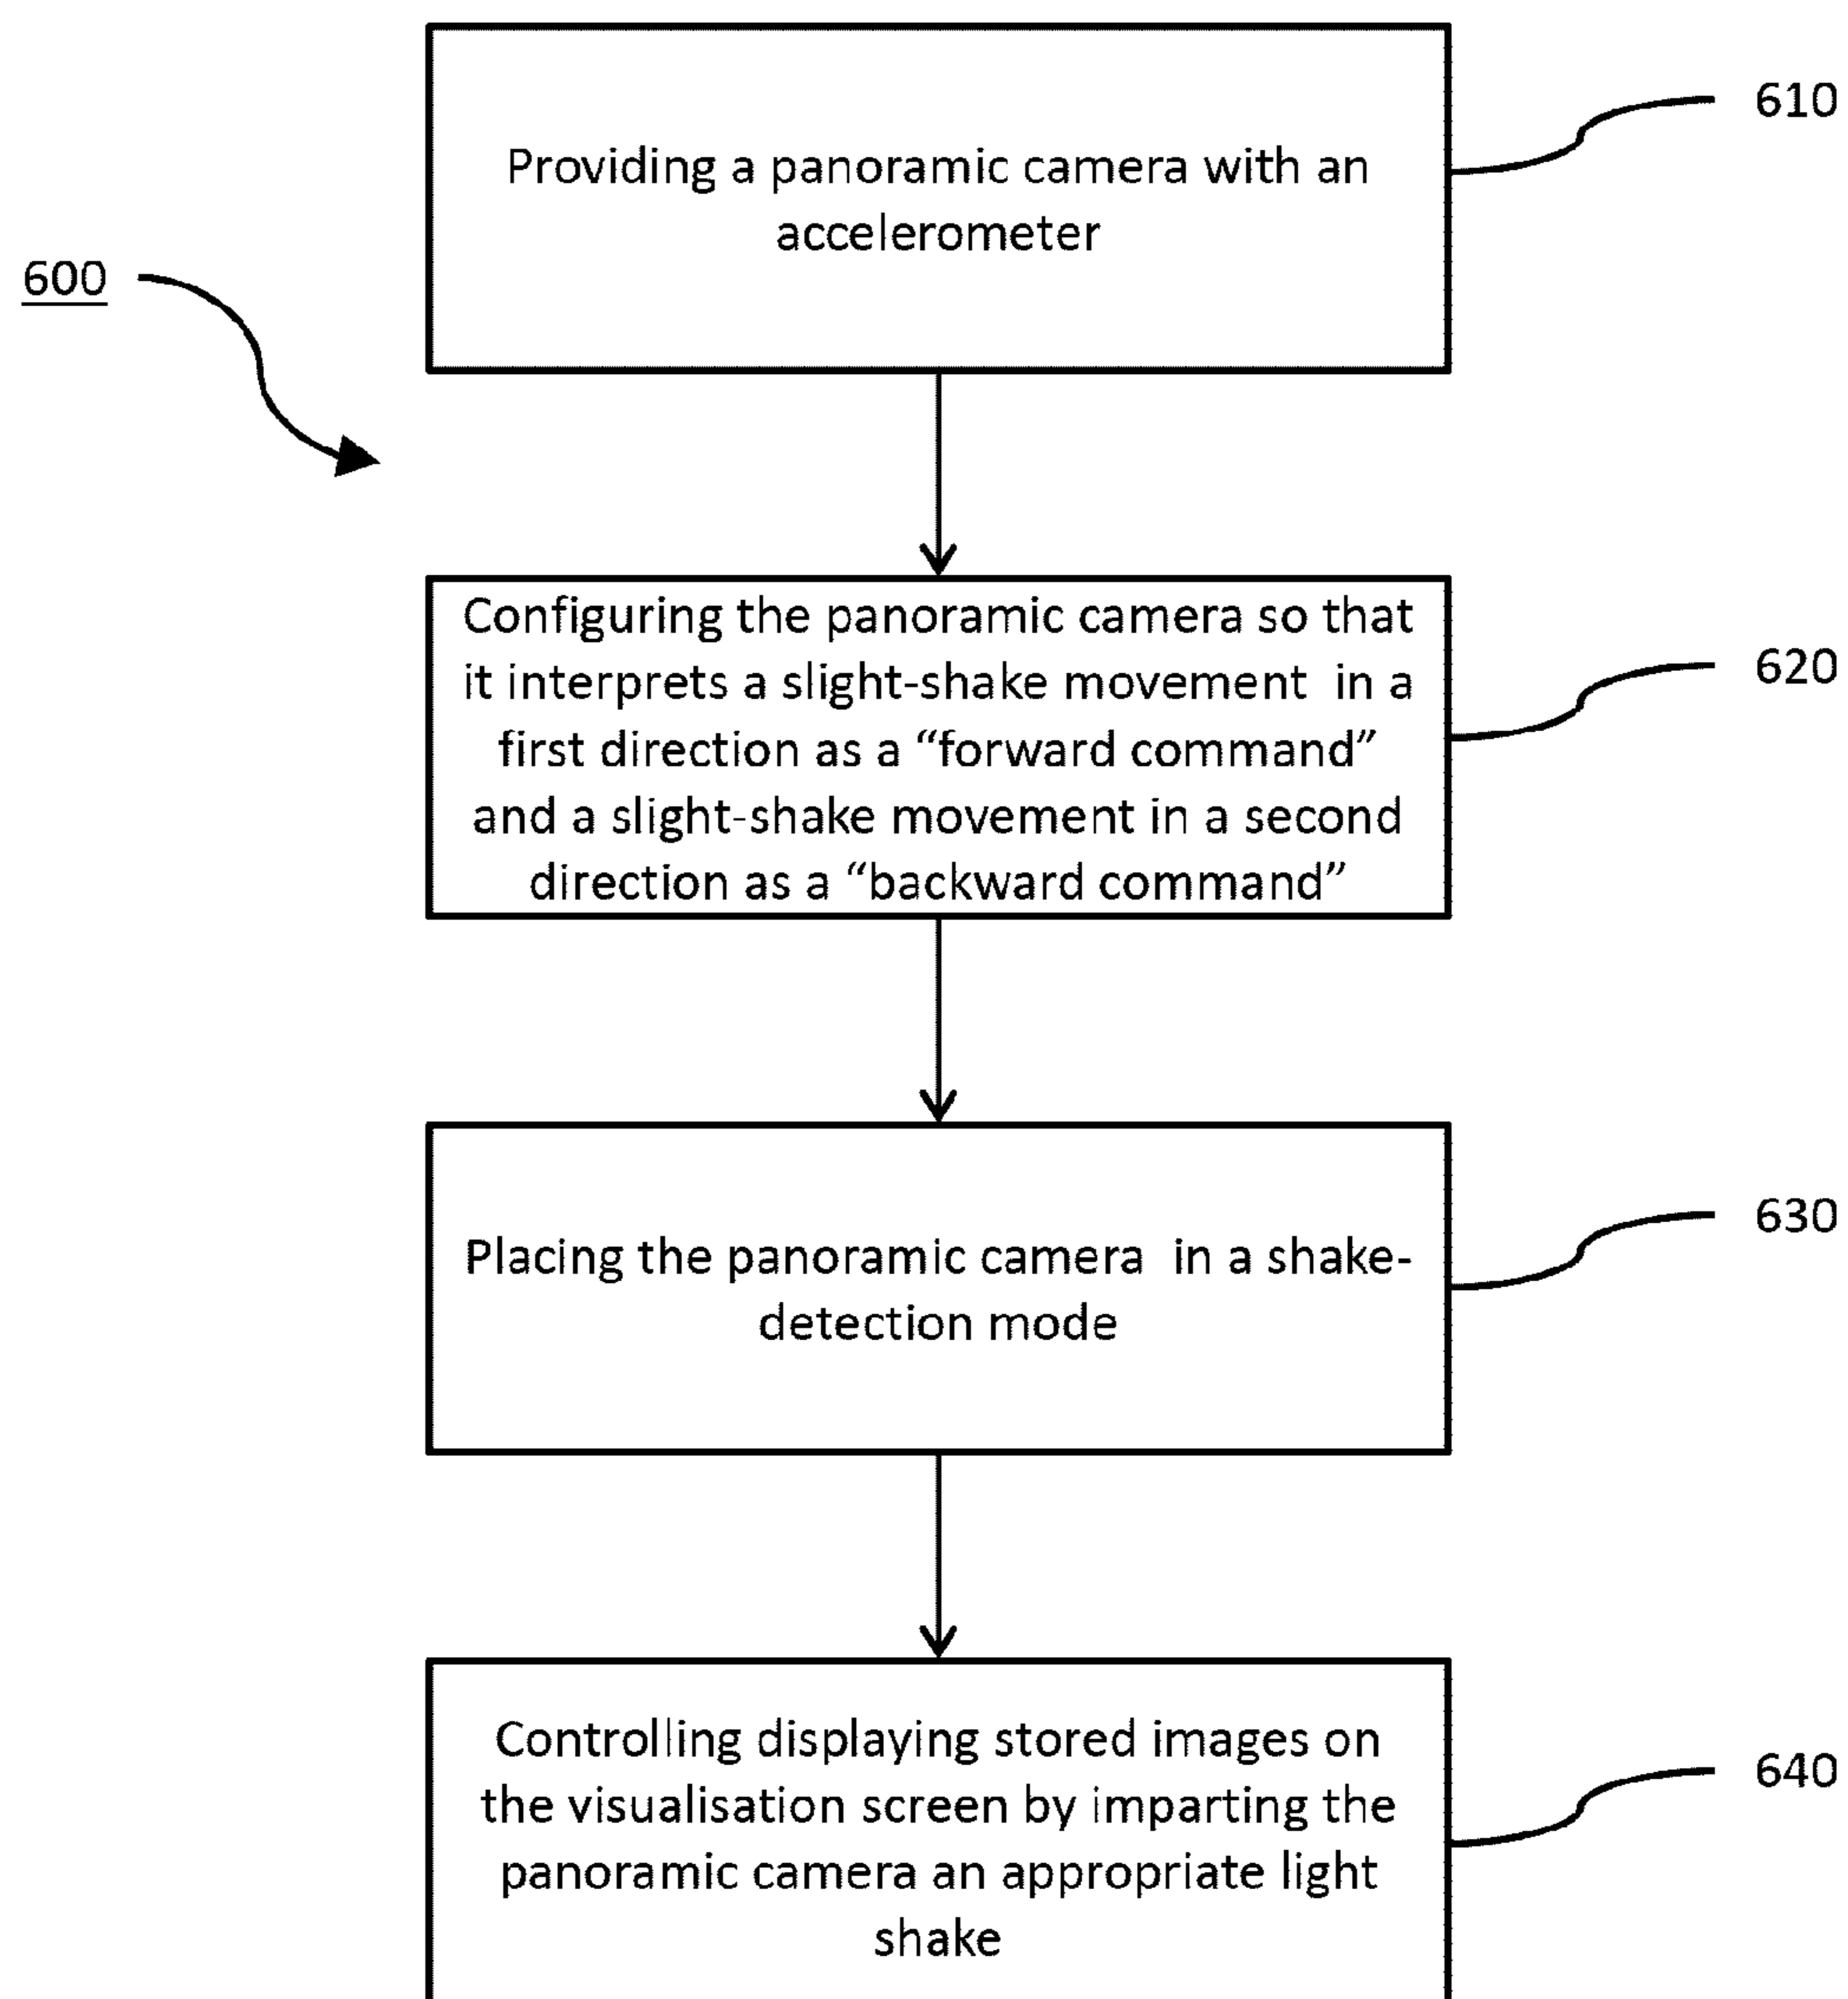 Providing a panoramic camera with an
accelerometer
610
600
Configuring the panoramic camera so that
it interprets a slight-shake movement in a
first direction as a “forward command”
and a slight-shake movement in a second
direction as a “backward command”
620
Placing the panoramic camera in a shake-
detection mode
630
Controlling displaying stored images on
the visualisation screen by imparting the
panoramic camera an appropriate light
shake
640